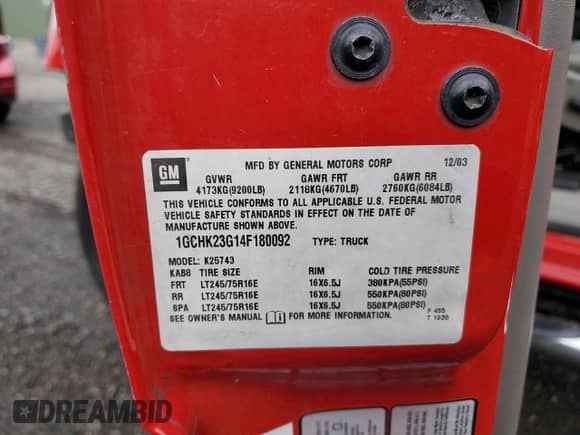 GM
MFD BY GENERAL MOTORS CORP 12/03
GVWR GAWR FRT GAWR RR
4173KG(9200LB) 2118KG(4670LB) 2760KG(6084LB)
THIS VEHICLE CONFORMS TO ALL APPLICABLE U.S. FEDERAL MOTOR
VEHICLE SAFETY STANDARDS IN EFFECT ON THE DATE OF
MANUFACTURE SHOWN ABOVE.
1GCHK23G14F180092 TYPE: TRUCK
MODEL: K25743
KAB8 TIRE SIZE RIM COLD TIRE PRESSURE
FRT LT245/75R16E 16X6.5J 380KPA(55PSI)
RR LT245/75R16E 16X6.5J 550KPA(80PSI)
SPA LT245/75R16E 16X6.5J 550KPA(80PSI)
SEE OWNER'S MANUAL FOR MORE INFORMATION.
F 455
T 1635
DREAMBID